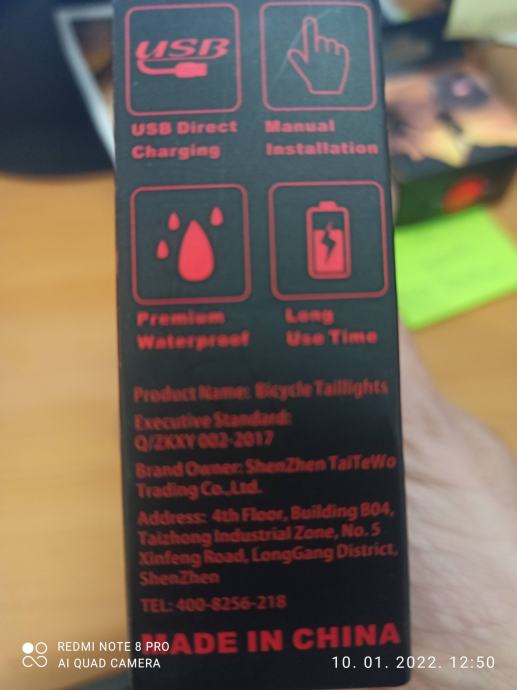 USB
USB Direct
Charging
Manual
Installation
Premium
Waterproof
Long
Use Time
Product Name: Bicycle Taillights
Executive Standard:
Q/ZKXY 002-2017
Brand Owner: ShenZhen TaiTeWo
Trading Co.,Ltd.
Address: 4th Floor, Building B04,
Taizhong Industrial Zone, No. 5
Xinfeng Road, LongGang District,
ShenZhen
TEL: 400-8256-218
MADE IN CHINA
REDMI NOTE 8 PRO
AI QUAD CAMERA
10. 01. 2022. 12:50